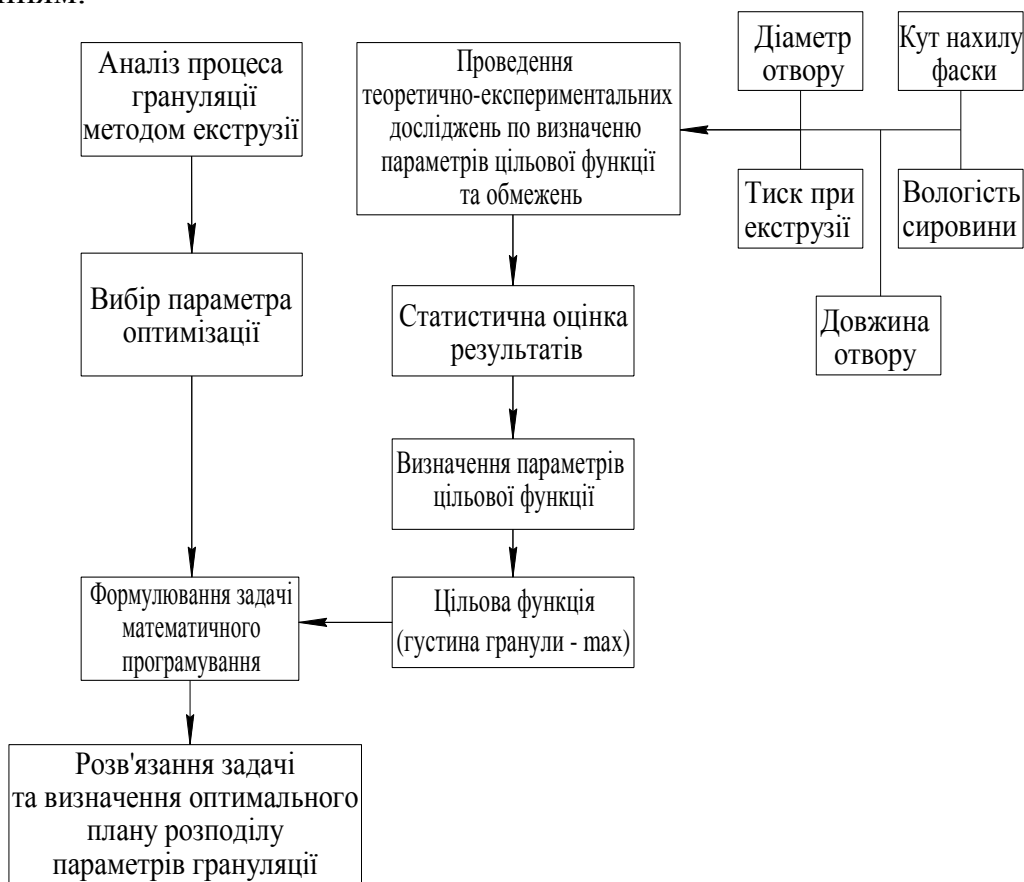 Аналіз процеса
грануляції
методом екструзії
Вибір параметра
оптимізації
Формулювання задачі
математичного
програмування
Розв'язання задачі
та визначення оптимального
плану розподілу
параметрів грануляції
Проведення
теоретично-експериментальних
досліджень по визначеню
параметрів цільової функції
та обмежень
Статистична оцінка
результатів
Визначення параметрів
цільової функції
Цільова функція
(густина гранули - max)
Діаметр
отвору
Кут нахилу
фаски
Тиск при
екструзії
Вологість
сировини
Довжина
отвору